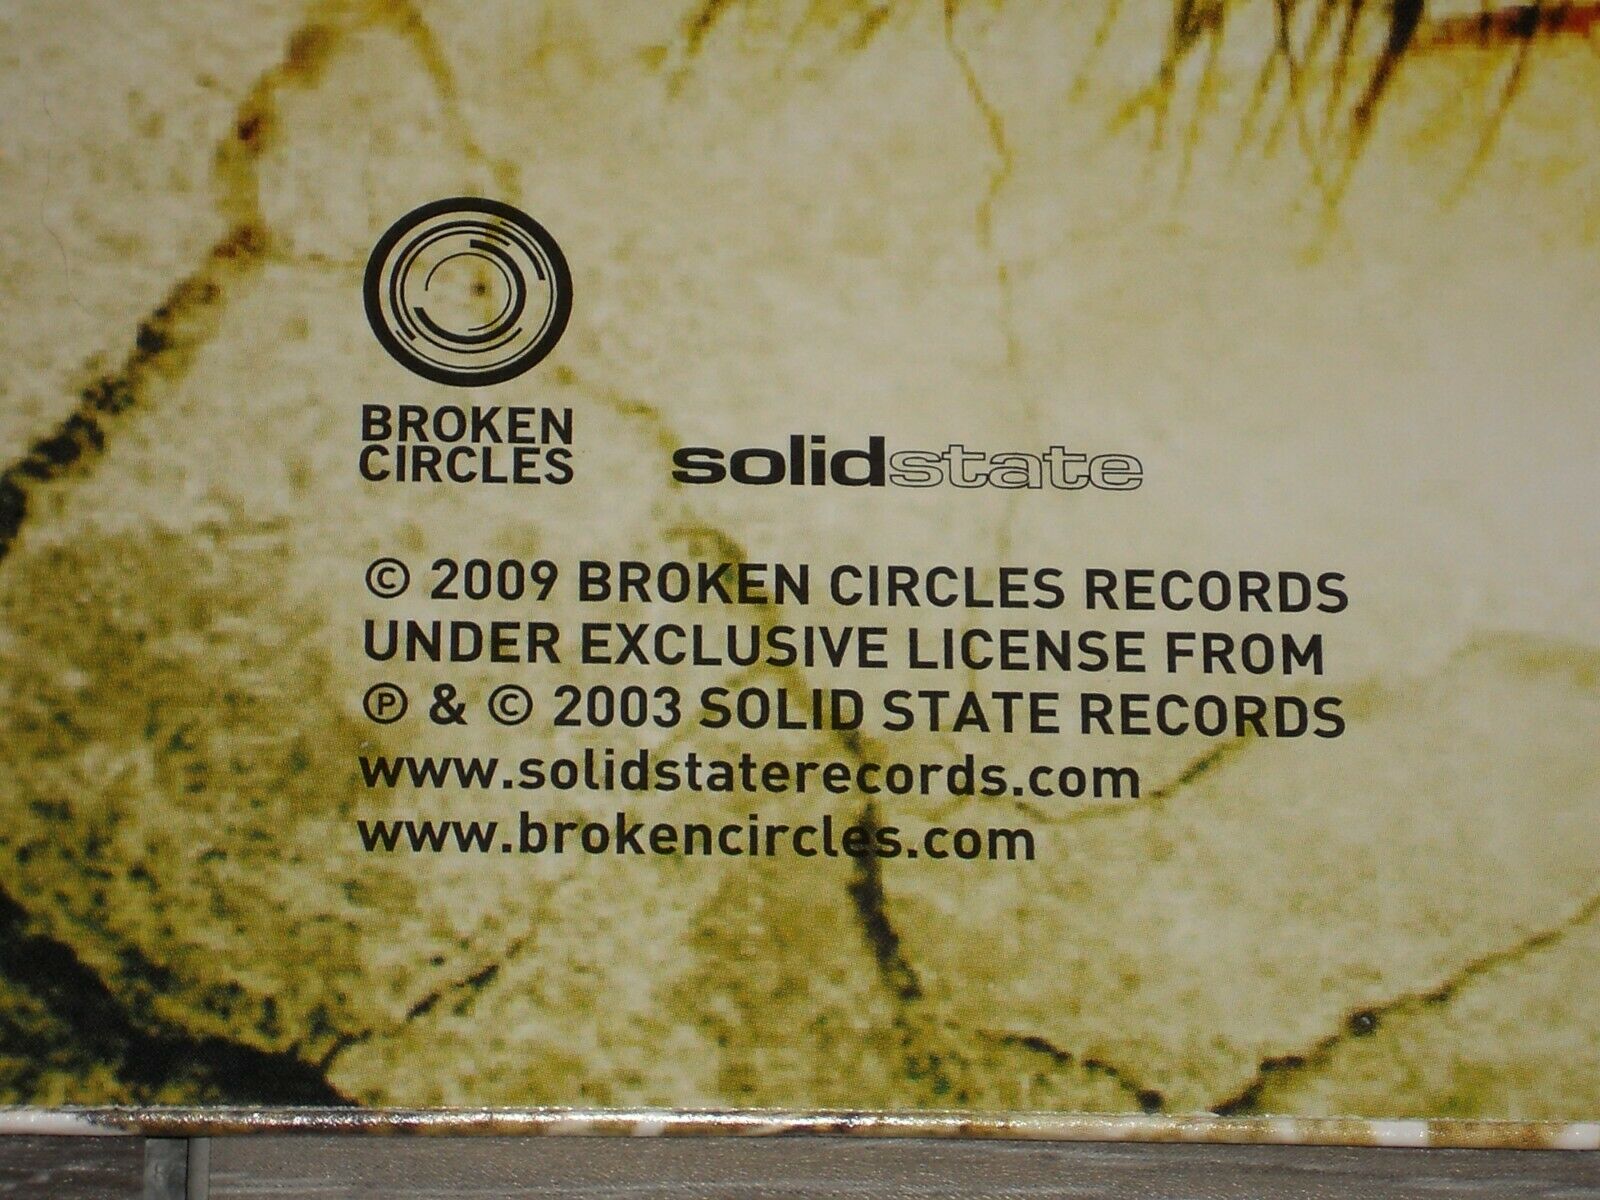 BROKEN
CIRCLES
solidstate
© 2009 BROKEN CIRCLES RECORDS
UNDER EXCLUSIVE LICENSE FROM
℗ & © 2003 SOLID STATE RECORDS
www.solidstaterecords.com
www.brokencircles.com